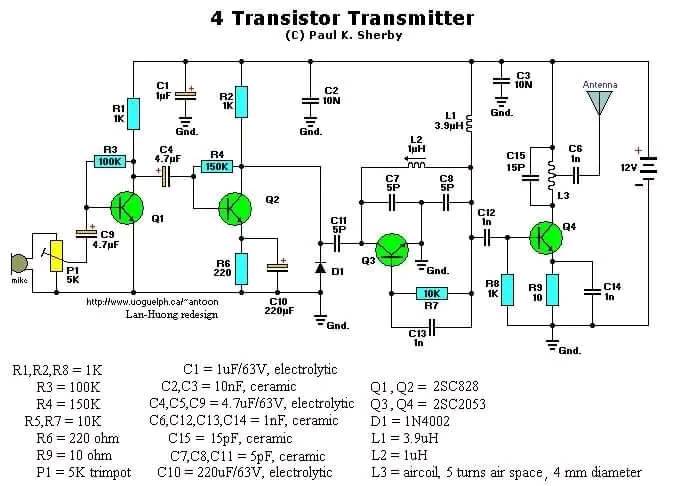 4 Transistor Transmitter
(C) Paul K. Sherby
C1
1µF
Gnd.
R1
1K
R2
1K
C2
10N
Gnd.
C3
10N
Gnd.
Antenna
L1
3.9µH
L2
1µH
R3
100K
C4
4.7µF
R4
150K
C7
5P
C8
5P
C15
15P
C6
1n
L3
+
12V
Q1
Q2
C9
4.7µF
C11
5P
Q3
C12
1n
Q4
mike
P1
5K
R6
220
C10
220µF
D1
Gnd.
Gnd.
10K
R7
C13
1n
R8
1K
R9
10
C14
1n
Gnd.
http://www.uoguelph.ca/~antoon
Lan-Huong redesign
R1,R2,R8 = 1K
R3 = 100K
R4 = 150K
R5,R7 = 10K
R6 = 220 ohm
R9 = 10 ohm
P1 = 5K trimpot
C1 = 1uF/63V, electrolytic
C2,C3 = 10nF, ceramic
C4,C5,C9 = 4.7uF/63V, electrolytic
C6,C12,C13,C14 = 1nF, ceramic
C15 = 15pF, ceramic
C7,C8,C11 = 5pF, ceramic
C10 = 220uF/63V, electrolytic
Q1, Q2 = 2SC828
Q3, Q4 = 2SC2053
D1 = 1N4002
L1 = 3.9uH
L2 = 1uH
L3 = aircoil, 5 turns air space, 4 mm diameter